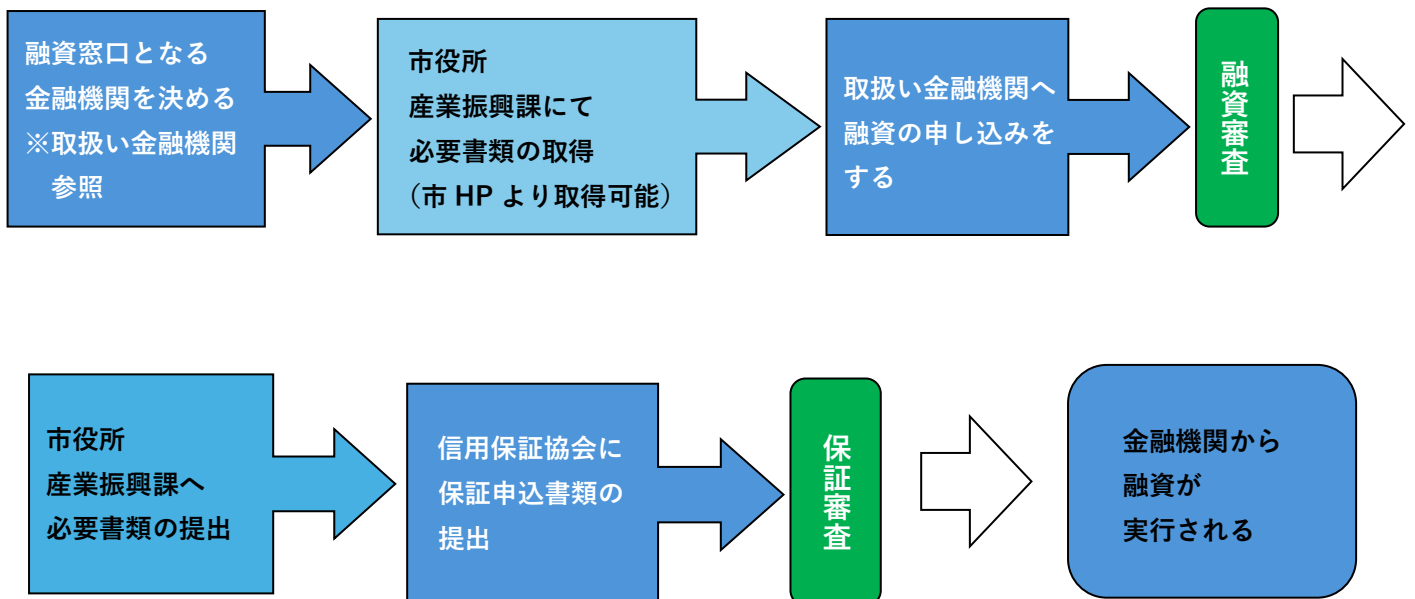 融資窓口となる
金融機関を決める
※取扱い金融機関
参照
市役所
産業振興課にて
必要書類の取得
（市 HP より取得可能）
取扱い金融機関へ
融資の申し込みを
する
融資審査
市役所
産業振興課へ
必要書類の提出
信用保証協会に
保証申込書類の
提出
保証審査
金融機関から
融資が
実行される